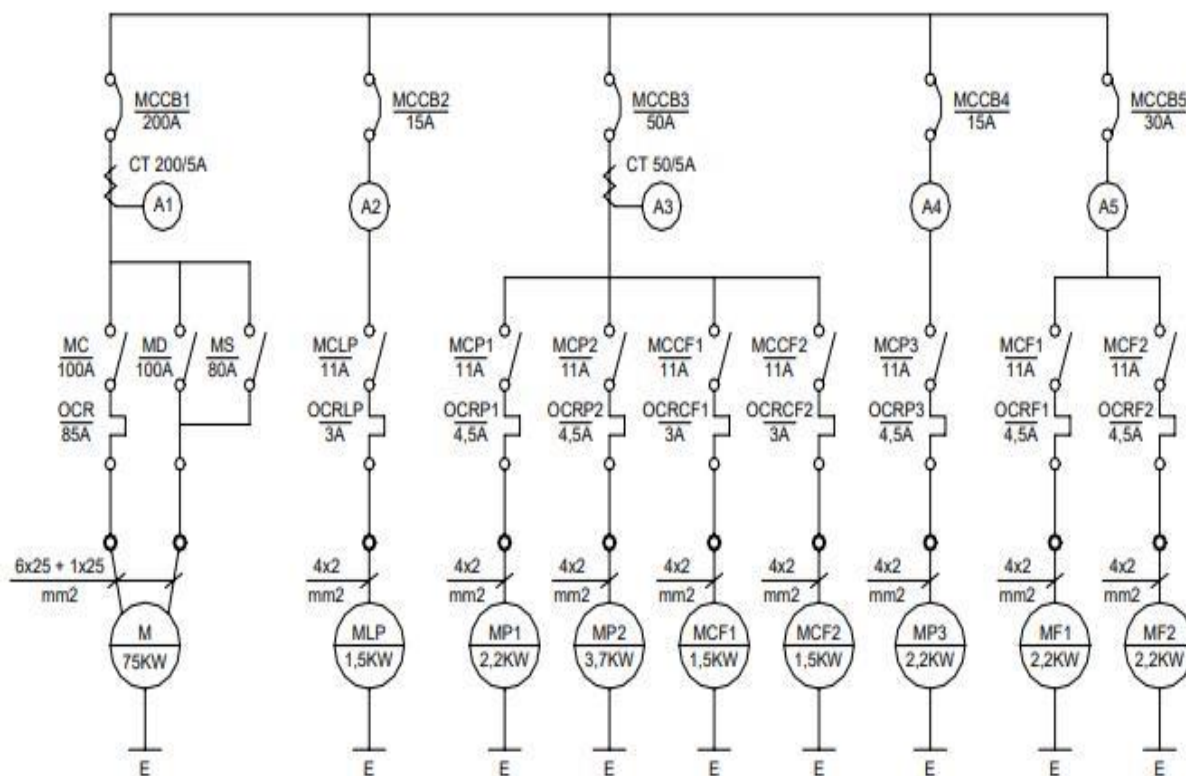 MCCB1
200A
MCCB2
15A
MCCB3
50A
MCCB4
15A
MCCB5
30A
CT 200/5A
CT 50/5A
A1
A2
A3
A4
A5
MC
100A
MD
100A
MS
80A
MCLP
11A
MCP1
11A
MCP2
11A
MCCF1
11A
MCCF2
11A
MCP3
11A
MCF1
11A
MCF2
11A
OCR
85A
OCRLP
3A
OCRP1
4,5A
OCRP2
4,5A
OCRCF1
3A
OCRCF2
3A
OCRP3
4,5A
OCRF1
4,5A
OCRF2
4,5A
6x25 + 1x25
mm2
4x2
mm2
4x2
mm2
4x2
mm2
4x2
mm2
4x2
mm2
4x2
mm2
4x2
mm2
4x2
mm2
M
75KW
MLP
1,5KW
MP1
2,2KW
MP2
3,7KW
MCF1
1,5KW
MCF2
1,5KW
MP3
2,2KW
MF1
2,2KW
MF2
2,2KW
E
E
E
E
E
E
E
E
E